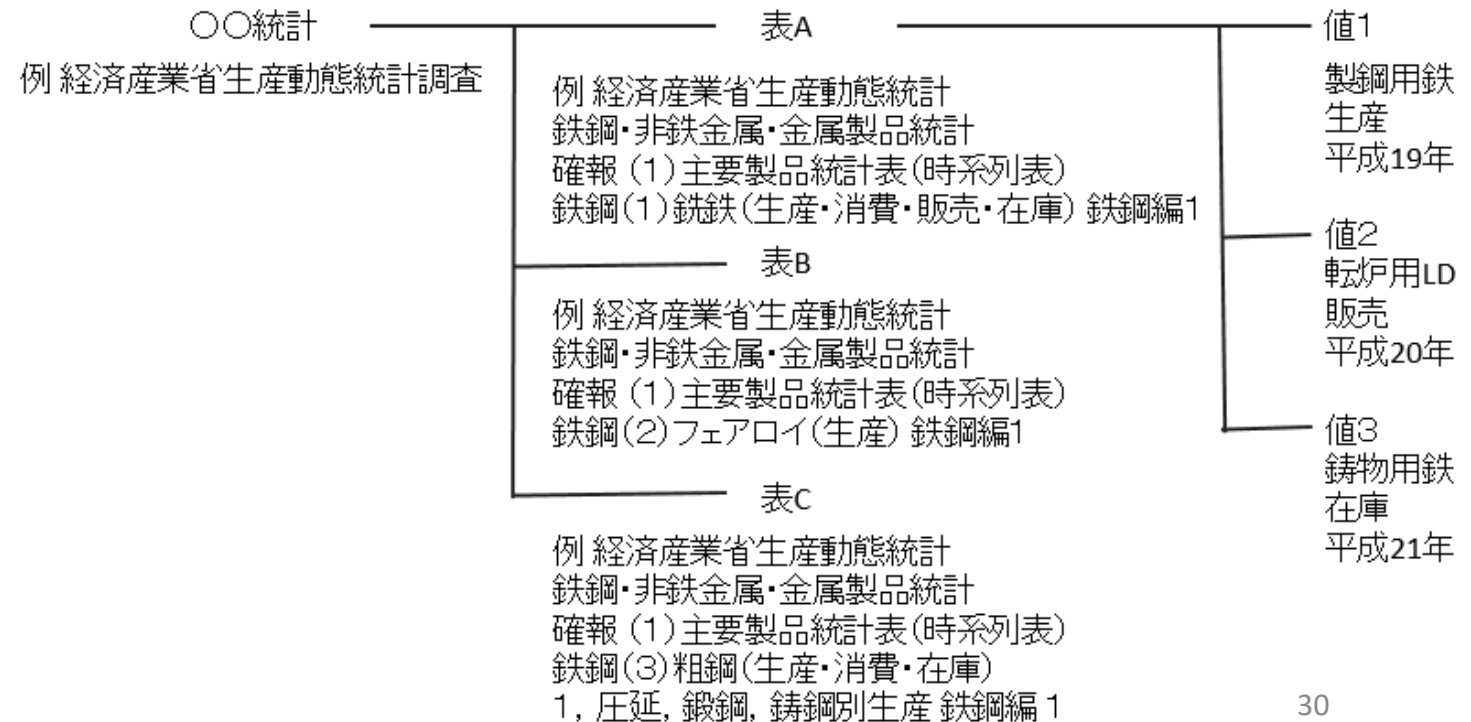 ○○統計
例 経済産業省生産動態統計調査
表A
例 経済産業省生産動態統計
鉄鋼・非鉄金属・金属製品統計
確報 (1)主要製品統計表(時系列表)
鉄鋼(1)銑鉄(生産・消費・販売・在庫) 鉄鋼編1
表B
例 経済産業省生産動態統計
鉄鋼・非鉄金属・金属製品統計
確報 (1)主要製品統計表(時系列表)
鉄鋼(2)フェアロイ(生産) 鉄鋼編1
表C
例 経済産業省生産動態統計
鉄鋼・非鉄金属・金属製品統計
確報 (1)主要製品統計表(時系列表)
鉄鋼(3)粗鋼(生産・消費・在庫)
1, 圧延, 鍛鋼, 鋳鋼別生産 鉄鋼編 1
値1
製鋼用鉄
生産
平成19年
値2
転炉用LD
販売
平成20年
値3
鋳物用鉄
在庫
平成21年
30